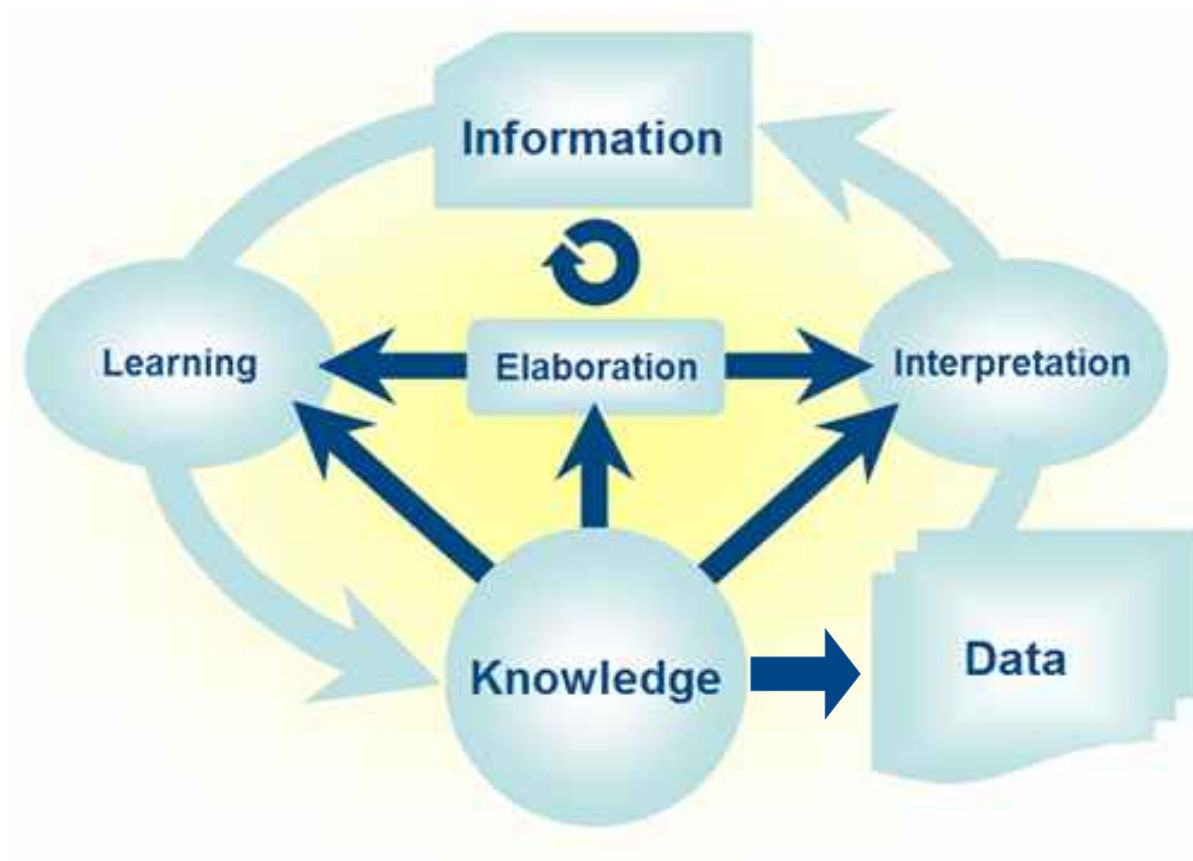 Information
Learning
Elaboration
Interpretation
Knowledge
Data